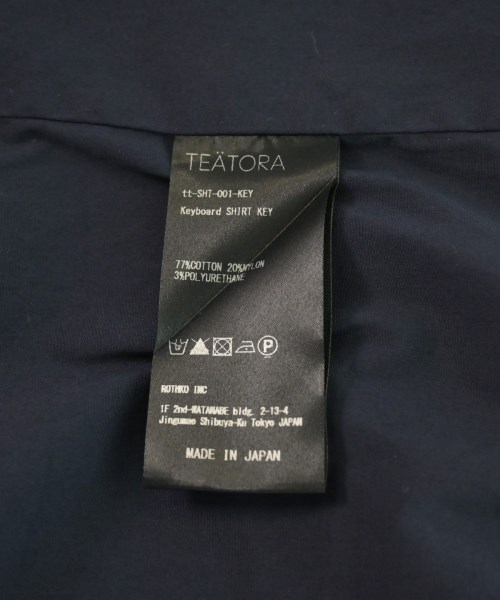 TEÄTORA
tt-SHT-001-KEY
Keyboard SHIRT KEY
77%COTTON 20%NYLON
3%POLYURETHANE
P
ROTHKO INC
1F 2nd-WATANABE bldg. 2-13-4
Jingumae Shibuya-Ku Tokyo JAPAN
MADE IN JAPAN